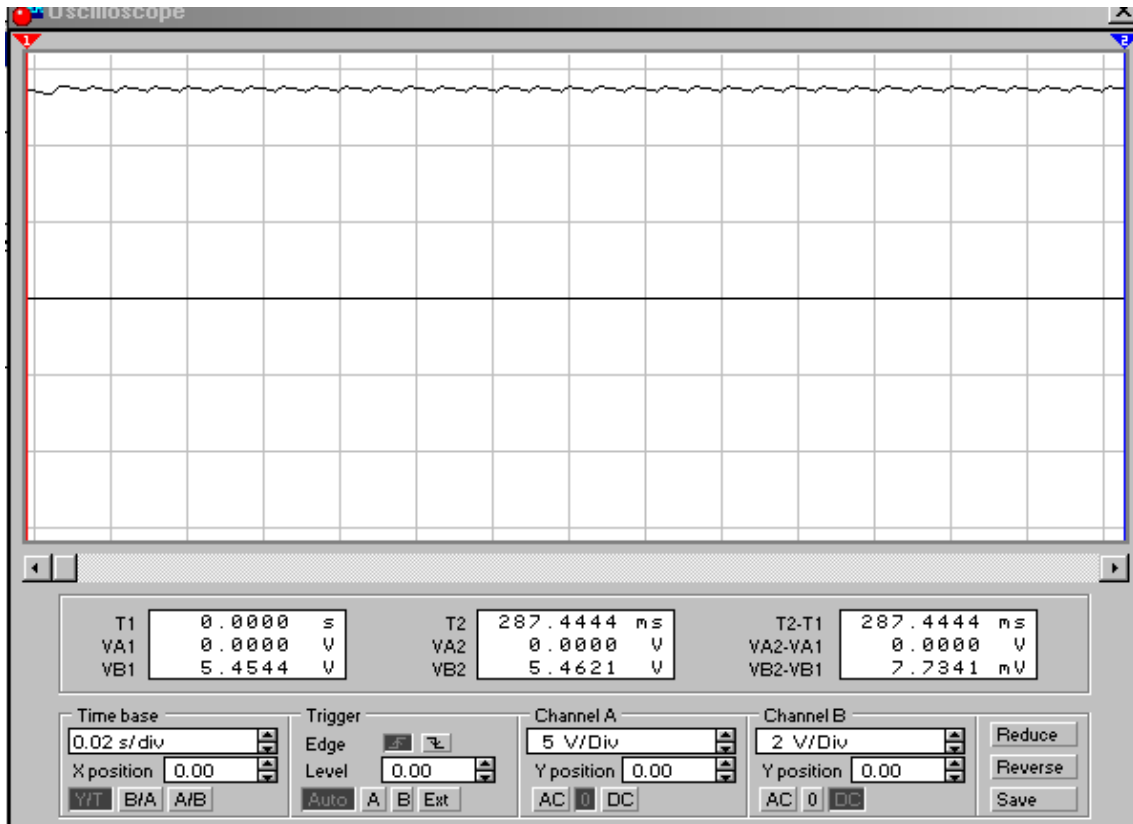 Oscilloscope
1 2
T1 0.0000 s T2 287.4444 ms T2-T1 287.4444 ms
VA1 0.0000 V VA2 0.0000 V VA2-VA1 0.0000 V
VB1 5.4544 V VB2 5.4621 V VB2-VB1 7.7341 mV
Time base Trigger Channel A Channel B
0.02 s/div Edge 5 V/Div 2 V/Div Reduce
X position 0.00 Level 0.00 Y position 0.00 Y position 0.00 Reverse
Y/T B/A A/B Auto A B Ext AC 0 DC AC 0 DC Save